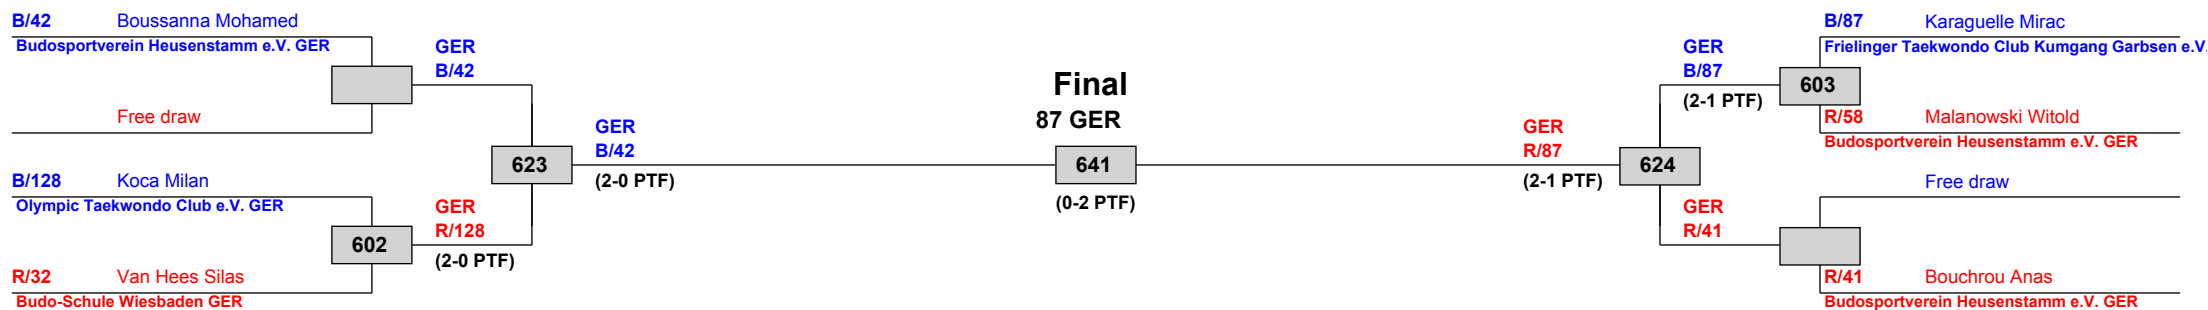 B/42 Boussanna Mohamed
Budosportverein Heusenstamm e.V. GER
GER
B/42
Free draw
GER
B/42
623
(2-0 PTF)
B/128 Koca Milan
Olympic Taekwondo Club e.V. GER
GER
R/128
602
(2-0 PTF)
R/32 Van Hees Silas
Budo-Schule Wiesbaden GER
Final
87 GER
641
(0-2 PTF)
B/87 Karaguelle Mirac
Frielinger Taekwondo Club Kumgang Garbsen e.V.
GER
B/87
603
(2-1 PTF)
R/58 Malanowski Witold
Budosportverein Heusenstamm e.V. GER
GER
R/87
624
(2-1 PTF)
Free draw
GER
R/41
R/41 Bouchrou Anas
Budosportverein Heusenstamm e.V. GER